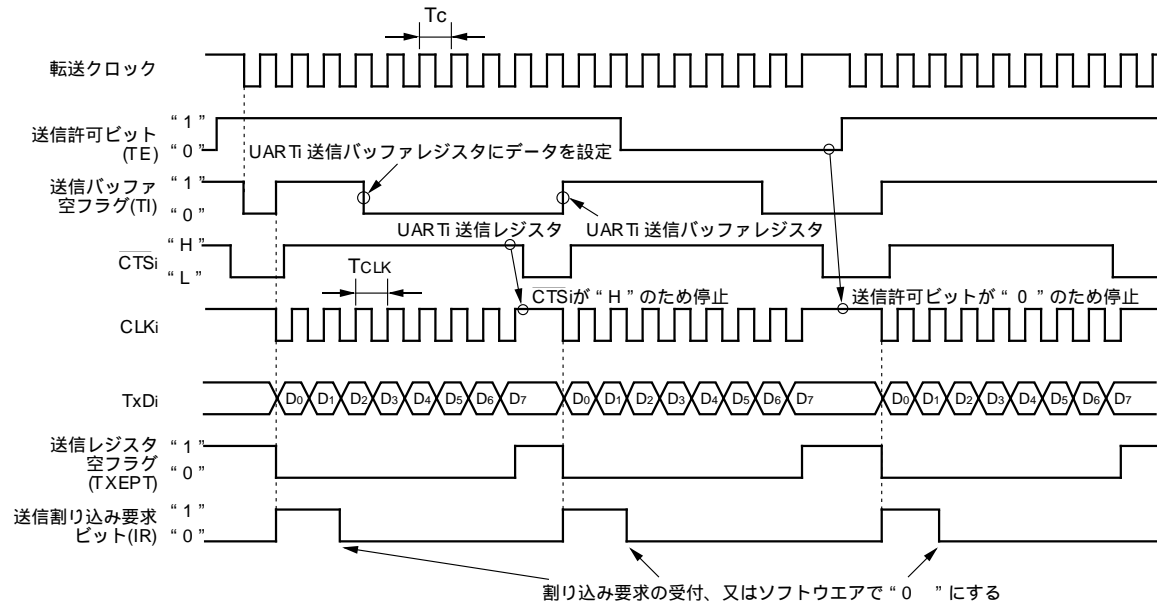 Tc
転送クロック
送信許可ビット
(TE)
“ 1 ”
“ 0 ”
UARTi 送信バッファレジスタにデータを設定
送信バッファ
空フラグ(TI)
“ 1 ”
“ 0 ”
UARTi 送信レジスタ
UARTi 送信バッファレジスタ
CTSi
“ H ”
“ L ”
TCLK
CTSiが “ H ” のため停止
送信許可ビットが “ 0 ” のため停止
CLKi
TxDi
D0 D1 D2 D3 D4 D5 D6 D7 D0 D1 D2 D3 D4 D5 D6 D7 D0 D1 D2 D3 D4 D5 D6 D7
送信レジスタ
空フラグ
(TXEPT)
“ 1 ”
“ 0 ”
送信割り込み要求
ビット(IR)
“ 1 ”
“ 0 ”
割り込み要求の受付、又はソフトウエアで “ 0 ” にする